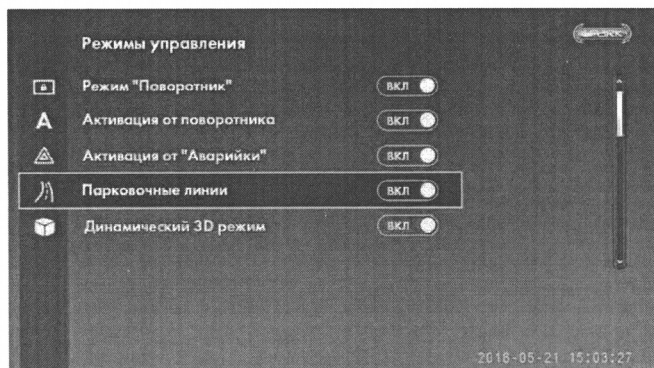 Режимы управления
Режим "Поворотник"
ВКЛ
Активация от поворотника
ВКЛ
Активация от "Аварийки"
ВКЛ
Парковочные линии
ВКЛ
Динамический 3D режим
ВКЛ
2018-05-21 15:03:27